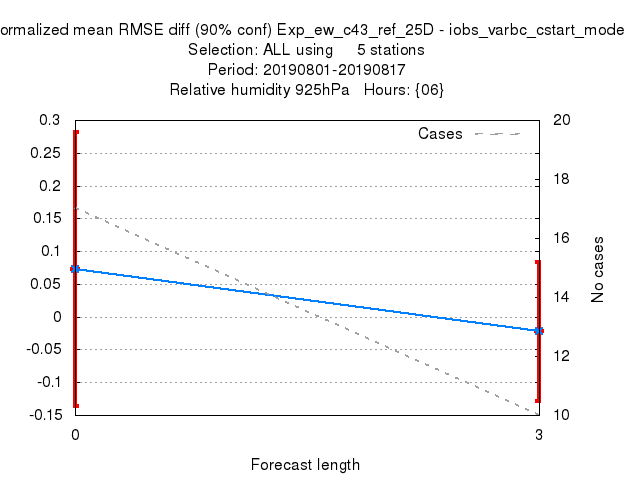 ormalized mean RMSE diff (90% conf) Exp_ew_c43_ref_25D - iobs_varbc_cstart_mode
Selection: ALL using 5 stations
Period: 20190801-20190817
Relative humidity 925hPa Hours: {06}
0.3
0.25
0.2
0.15
0.1
0.05
0
-0.05
-0.1
-0.15
Cases
20
18
16
14
12
10
No cases
0
3
Forecast length